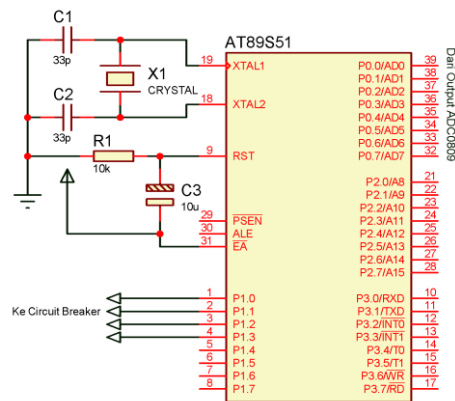 C1
33p
X1
CRYSTAL
C2
33p
R1
10k
C3
10u
Ke Circuit Breaker
AT89S51
19 XTAL1
18 XTAL2
9 RST
29 PSEN
30 ALE
31 EA
1 P1.0
2 P1.1
3 P1.2
4 P1.3
5 P1.4
6 P1.5
7 P1.6
8 P1.7
P0.0/AD0 39
P0.1/AD1 38
P0.2/AD2 37
P0.3/AD3 36
P0.4/AD4 35
P0.5/AD5 34
P0.6/AD6 33
P0.7/AD7 32
P2.0/A8 21
P2.1/A9 22
P2.2/A10 23
P2.3/A11 24
P2.4/A12 25
P2.5/A13 26
P2.6/A14 27
P2.7/A15 28
P3.0/RXD 10
P3.1/TXD 11
P3.2/INT0 12
P3.3/INT1 13
P3.4/T0 14
P3.5/T1 15
P3.6/WR 16
P3.7/RD 17
Dari Output ADC0809